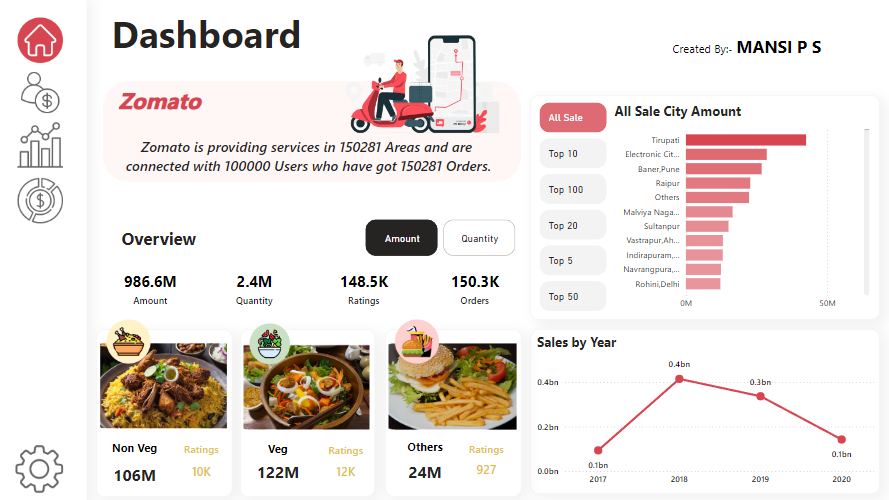 Dashboard
Created By:- MANSI P S
Zomato
Zomato is providing services in 150281 Areas and are
connected with 100000 Users who have got 150281 Orders.
Overview
Amount
Quantity
986.6M
Amount
2.4M
Quantity
148.5K
Ratings
150.3K
Orders
Non Veg
106M
Ratings
10K
Veg
122M
Ratings
12K
Others
24M
Ratings
927
All Sale
Top 10
Top 100
Top 20
Top 5
Top 50
All Sale City Amount
Tirupati
Electronic Cit...
Baner,Pune
Raipur
Others
Malviya Naga...
Sultanpur
Vastrapur,Ah...
Indirapuram,...
Navrangpura,...
Rohini,Delhi
0M
50M
Sales by Year
0.4bn
0.2bn
0.0bn
0.1bn
0.4bn
0.3bn
0.1bn
2017
2018
2019
2020